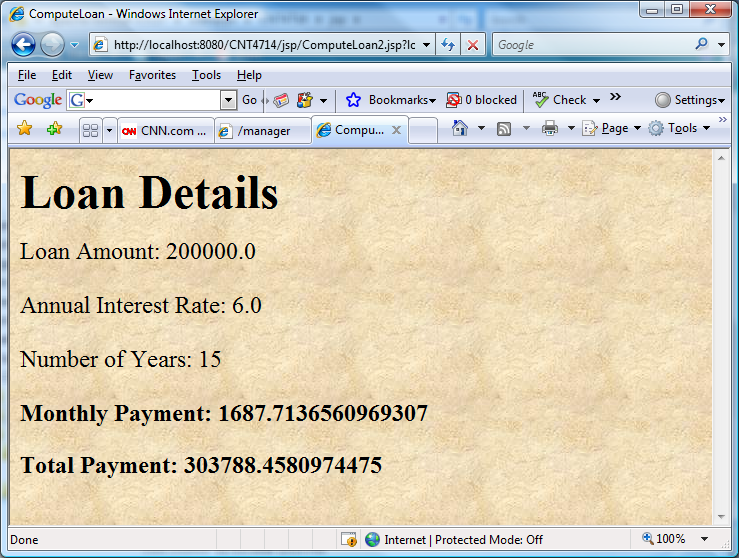 ComputeLoan - Windows Internet Explorer
http://localhost:8080/CNT4714/jsp/ComputeLoan2.jsp?lc
Google
File Edit View Favorites Tools Help
Google G Go Bookmarks 0 blocked ABC Check » Settings
CNN.com ... /manager Compu... Page Tools »
Loan Details
Loan Amount: 200000.0
Annual Interest Rate: 6.0
Number of Years: 15
Monthly Payment: 1687.7136560969307
Total Payment: 303788.4580974475
Done Internet | Protected Mode: Off 100%